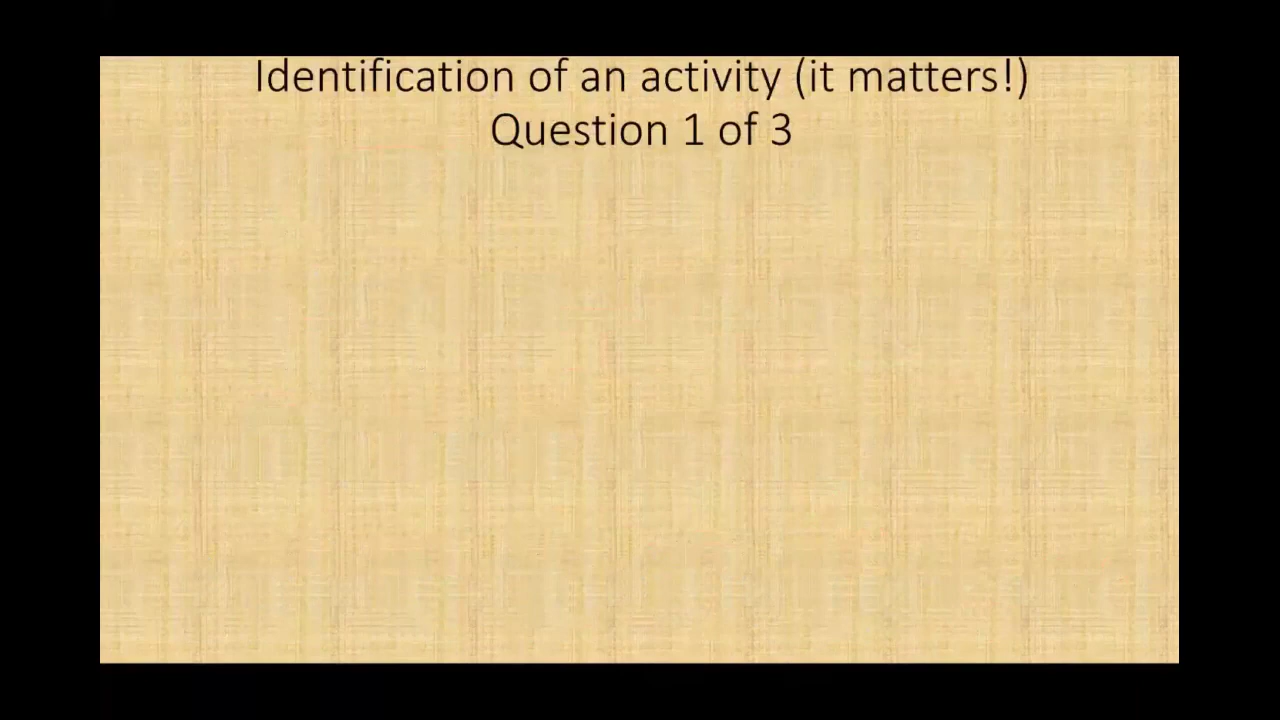 Identification of an activity (it matters!)
Question 1 of 3